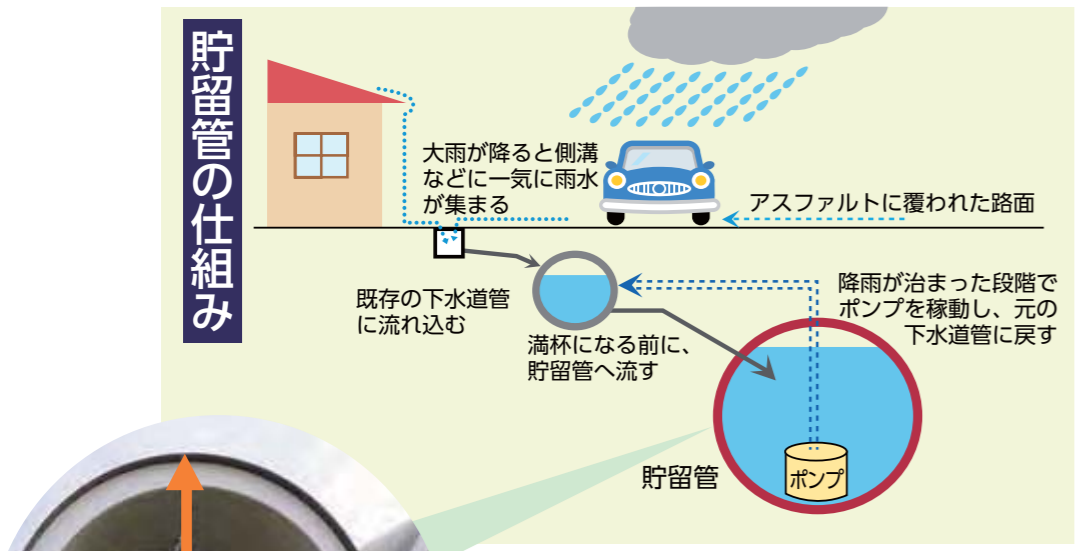 貯留管の仕組み
大雨が降ると側溝
などに一気に雨水
が集まる
アスファルトに覆われた路面
既存の下水道管
に流れ込む
満杯になる前に、
貯留管へ流す
降雨が治まった段階で
ポンプを稼動し、元の
下水道管に戻す
貯留管
ポンプ